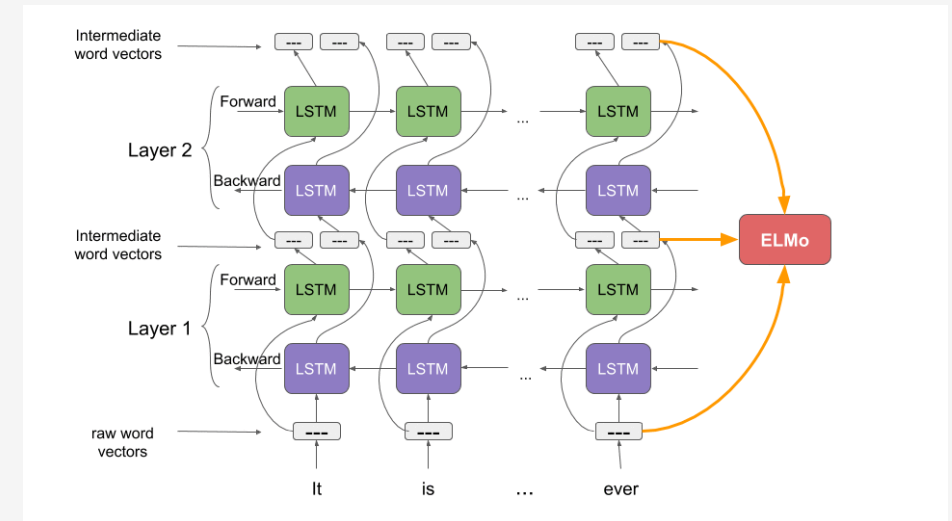 Intermediate
word vectors
--- --- --- --- --- ---
Forward
LSTM LSTM ... LSTM
Layer 2
Backward
LSTM LSTM ... LSTM
Intermediate
word vectors
--- --- --- --- --- ---
ELMo
Forward
LSTM LSTM ... LSTM
Layer 1
Backward
LSTM LSTM ... LSTM
raw word
vectors
--- --- ---
It is ... ever